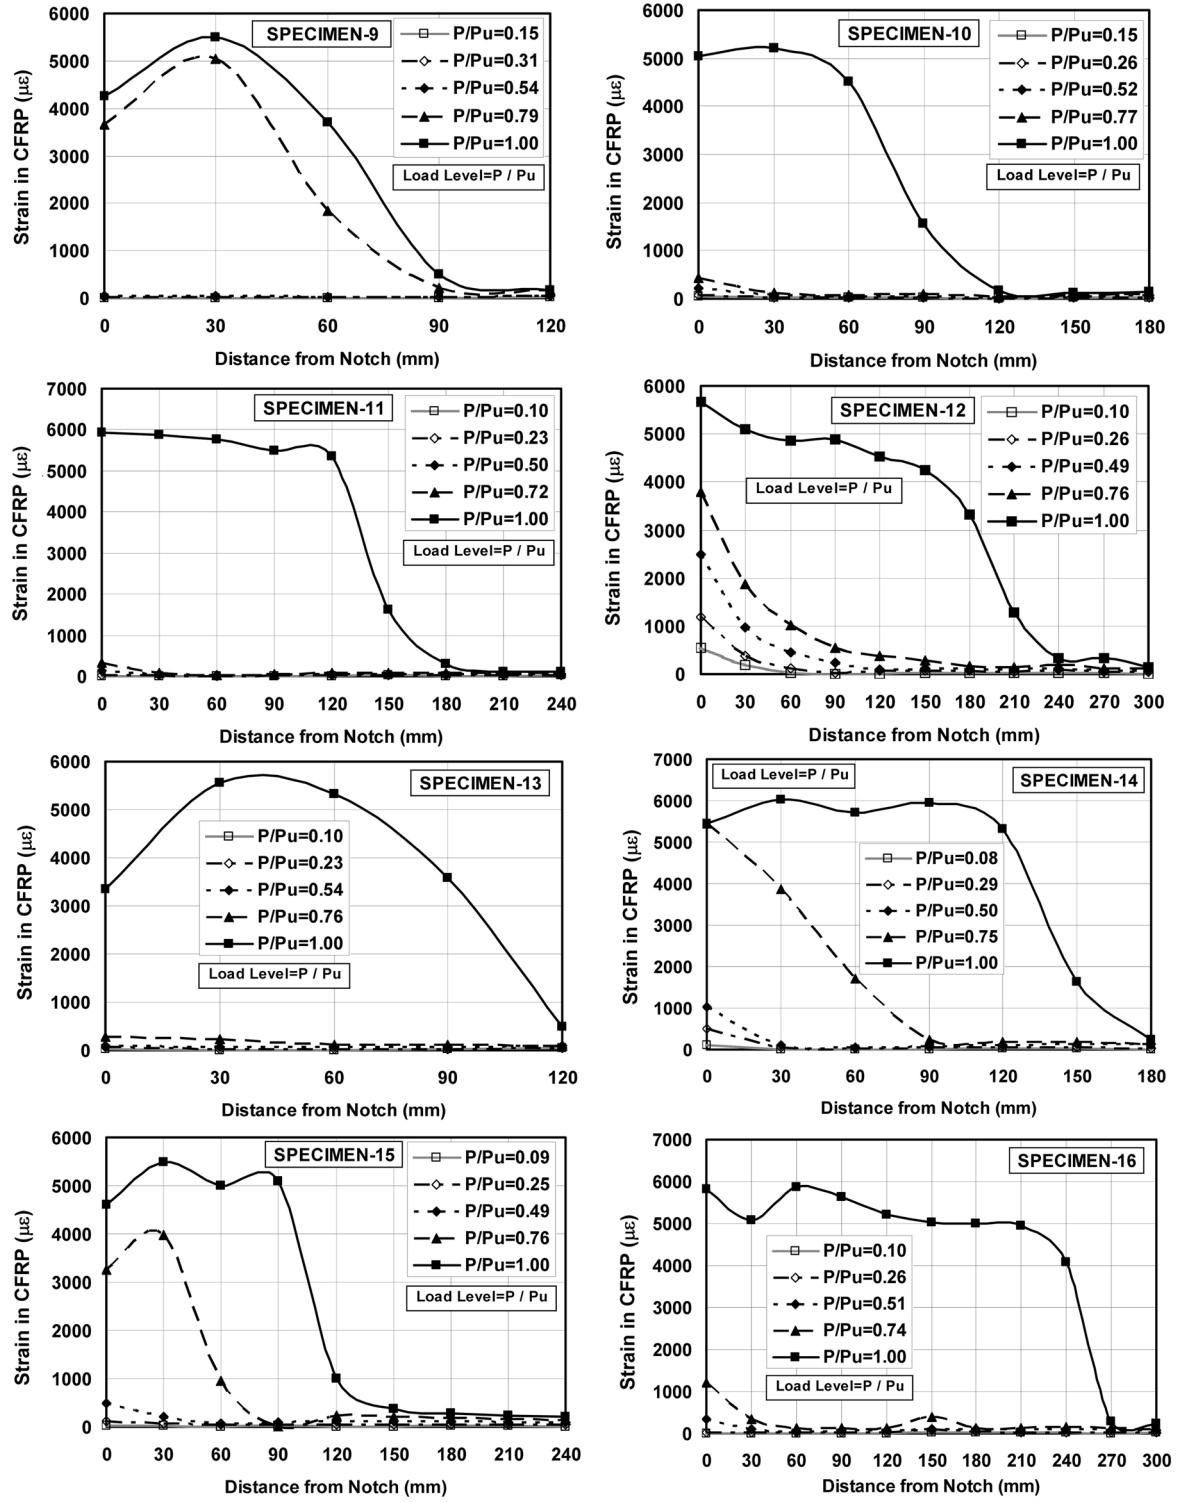 SPECIMEN-9
P/Pu=0.15
P/Pu=0.31
P/Pu=0.54
P/Pu=0.79
P/Pu=1.00
Load Level=P / Pu
Strain in CFRP (με)
6000
5000
4000
3000
2000
1000
0
0 30 60 90 120
Distance from Notch (mm)
SPECIMEN-10
P/Pu=0.15
P/Pu=0.26
P/Pu=0.52
P/Pu=0.77
P/Pu=1.00
Load Level=P / Pu
Strain in CFRP (με)
6000
5000
4000
3000
2000
1000
0
0 30 60 90 120 150 180
Distance from Notch (mm)
SPECIMEN-11
P/Pu=0.10
P/Pu=0.23
P/Pu=0.50
P/Pu=0.72
P/Pu=1.00
Load Level=P / Pu
Strain in CFRP (με)
7000
6000
5000
4000
3000
2000
1000
0
0 30 60 90 120 150 180 210 240
Distance from Notch (mm)
SPECIMEN-12
P/Pu=0.10
P/Pu=0.26
P/Pu=0.49
P/Pu=0.76
P/Pu=1.00
Load Level=P / Pu
Strain in CFRP (με)
6000
5000
4000
3000
2000
1000
0
0 30 60 90 120 150 180 210 240 270 300
Distance from Notch (mm)
SPECIMEN-13
P/Pu=0.10
P/Pu=0.23
P/Pu=0.54
P/Pu=0.76
P/Pu=1.00
Load Level=P / Pu
Strain in CFRP (με)
6000
5000
4000
3000
2000
1000
0
0 30 60 90 120
Distance from Notch (mm)
Load Level=P / Pu
SPECIMEN-14
P/Pu=0.08
P/Pu=0.29
P/Pu=0.50
P/Pu=0.75
P/Pu=1.00
Strain in CFRP (με)
7000
6000
5000
4000
3000
2000
1000
0
0 30 60 90 120 150 180
Distance from Notch (mm)
SPECIMEN-15
P/Pu=0.09
P/Pu=0.25
P/Pu=0.49
P/Pu=0.76
P/Pu=1.00
Load Level=P / Pu
Strain in CFRP (με)
6000
5000
4000
3000
2000
1000
0
0 30 60 90 120 150 180 210 240
Distance from Notch (mm)
SPECIMEN-16
P/Pu=0.10
P/Pu=0.26
P/Pu=0.51
P/Pu=0.74
P/Pu=1.00
Load Level=P / Pu
Strain in CFRP (με)
7000
6000
5000
4000
3000
2000
1000
0
0 30 60 90 120 150 180 210 240 270 300
Distance from Notch (mm)